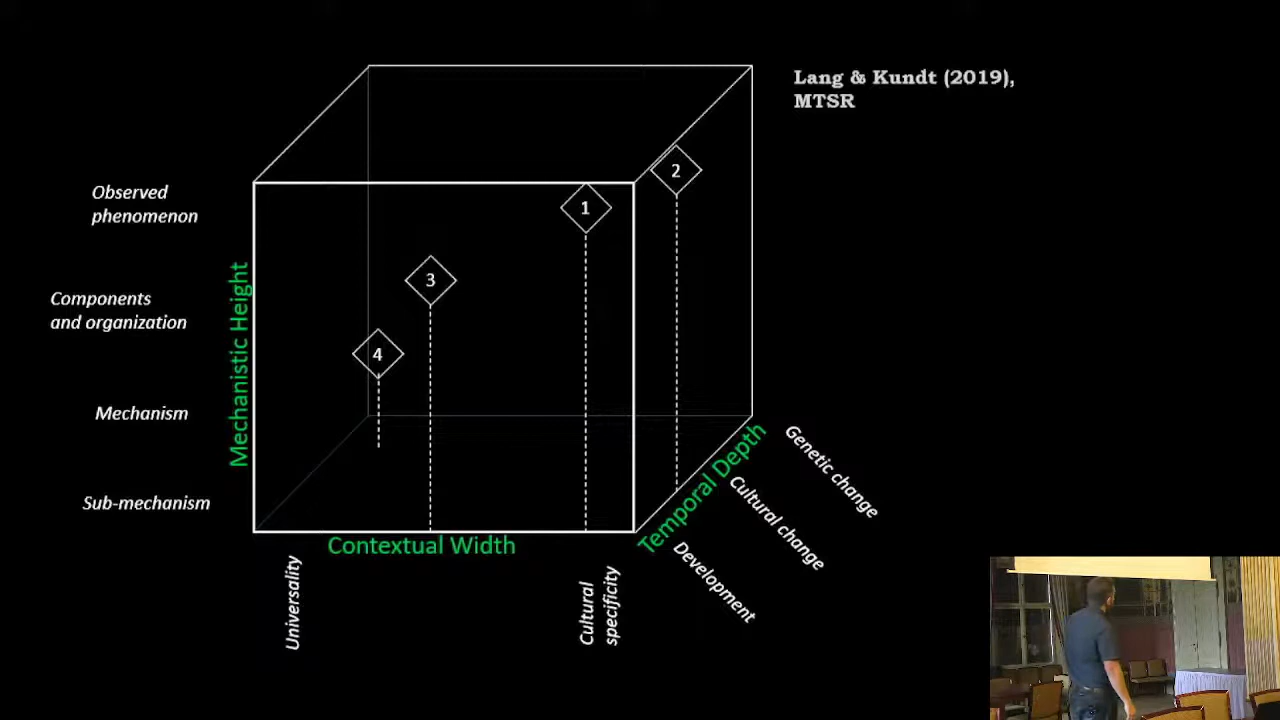 Lang & Kundt (2019),
MTSR
Observed
phenomenon
Components
and organization
Mechanism
Sub-mechanism
Mechanistic Height
1
2
3
4
Contextual Width
Universality
Cultural
specificity
Temporal Depth
Development
Cultural change
Genetic change